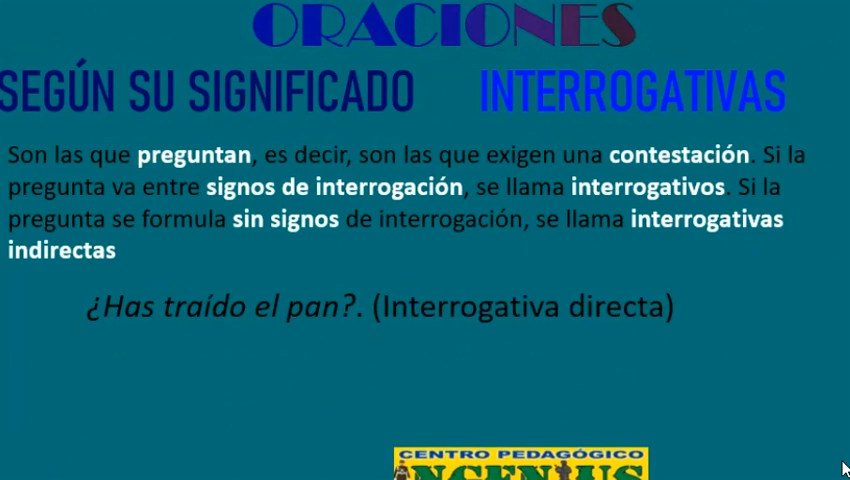 ORACIONES
SEGÚN SU SIGNIFICADO INTERROGATIVAS
Son las que preguntan, es decir, son las que exigen una contestación. Si la
pregunta va entre signos de interrogación, se llama interrogativos. Si la
pregunta se formula sin signos de interrogación, se llama interrogativas
indirectas
¿Has traído el pan?. (Interrogativa directa)
CENTRO PEDAGÓGICO
INGENIUS